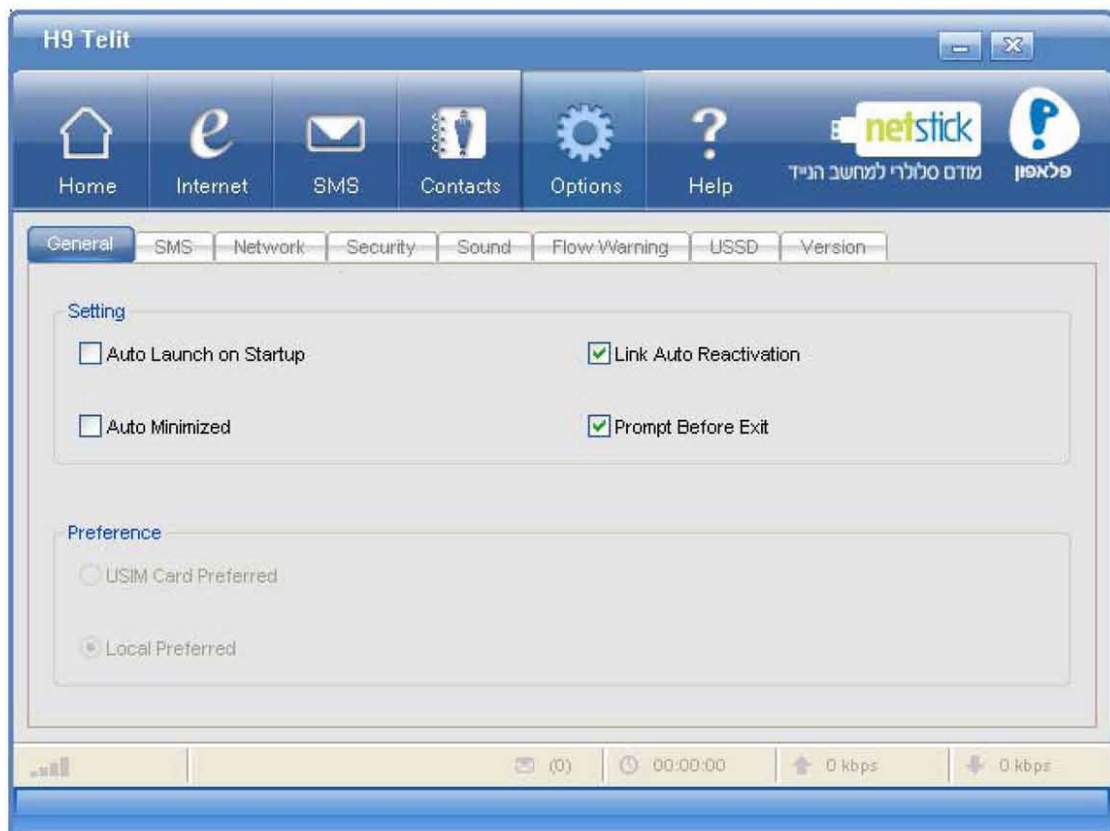 H9 Telit
Home
Internet
SMS
Contacts
Options
Help
netstick
מודם סלולרי למחשב הנייד
פלאפון
General
SMS
Network
Security
Sound
Flow Warning
USSD
Version
Setting
Auto Launch on Startup
Link Auto Reactivation
Auto Minimized
Prompt Before Exit
Preference
USIM Card Preferred
Local Preferred
(0)
00:00:00
0 kbps
0 kbps